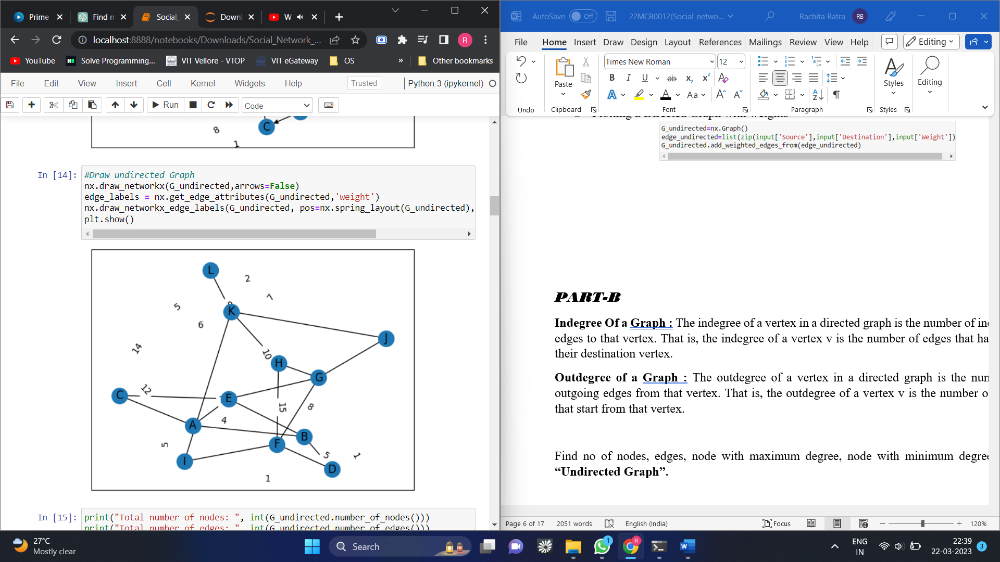 Prime
Find m
Social_
Downl
W
localhost:8888/notebooks/Downloads/Social_Network_...
R
YouTube
Solve Programming...
VIT Vellore - VTOP
VIT eGateway
OS
»
Other bookmarks
File Edit View Insert Cell Kernel Widgets Help
Trusted
Python 3 (ipykernel)
Run
Code
C
8
1
In [14]:
#Draw undirected Graph
nx.draw_networkx(G_undirected,arrows=False)
edge_labels = nx.get_edge_attributes(G_undirected,'weight')
nx.draw_networkx_edge_labels(G_undirected, pos=nx.spring_layout(G_undirected),
plt.show()
L
2
7
5
K
6
J
14
10
H
G
C
12
E
15
8
4
A
B
F
5
5
1
I
D
1
In [15]:
print("Total number of nodes: ", int(G_undirected.number_of_nodes()))
print("Total number of edges: ", int(G_undirected.number_of_edges()))
AutoSave Off
22MCB0012(Social_netwo...
Rachita Batra RB
File Home Insert Draw Design Layout References Mailings Review View Help
Editing
Undo
Paste
Clipboard
Times New Roman 12
Font
Paragraph
Styles
Styles
Editing
Plotting a Directed Graph with weights
G_undirected=nx.Graph()
edge_undirected=list(zip(input['Source'],input['Destination'],input['Weight'])
G_undirected.add_weighted_edges_from(edge_undirected)
PART-B
Indegree Of a Graph : The indegree of a vertex in a directed graph is the number of in
edges to that vertex. That is, the indegree of a vertex v is the number of edges that ha
their destination vertex.
Outdegree of a Graph : The outdegree of a vertex in a directed graph is the num
outgoing edges from that vertex. That is, the outdegree of a vertex v is the number o
that start from that vertex.
Find no of nodes, edges, node with maximum degree, node with minimum degree
“Undirected Graph”.
Page 6 of 17 2051 words English (India) Focus 120%
27°C
Mostly clear
Search
1
R
ENG
IN
22:39
22-03-2023
3